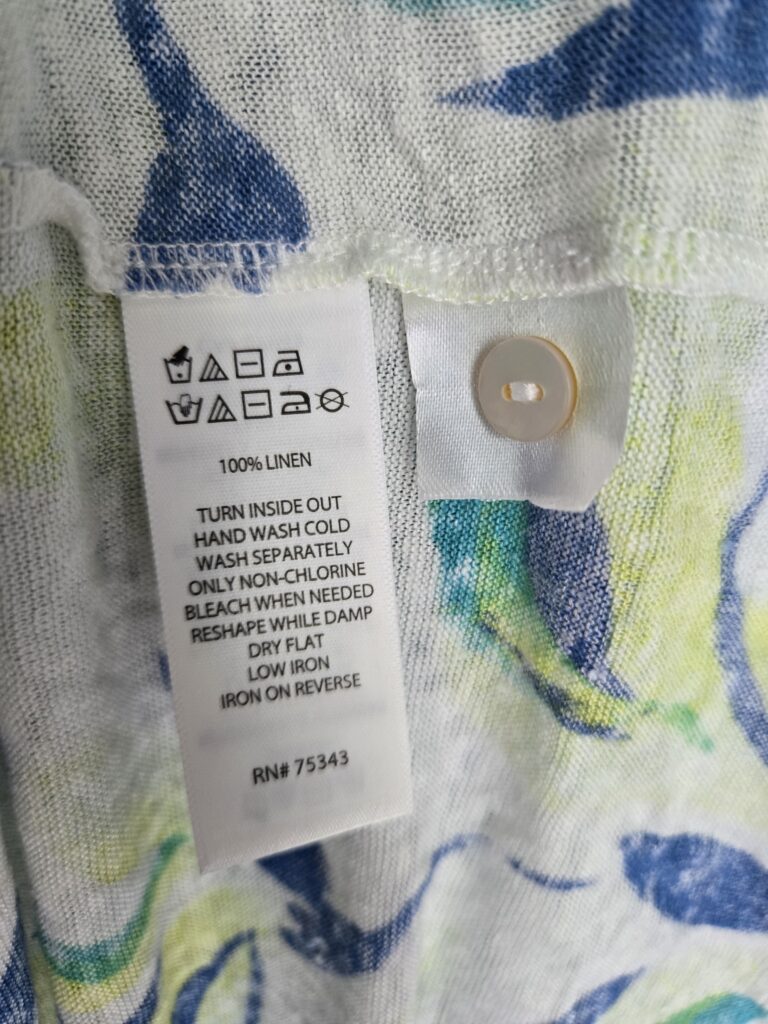 100% LINEN
TURN INSIDE OUT
HAND WASH COLD
WASH SEPARATELY
ONLY NON-CHLORINE
BLEACH WHEN NEEDED
RESHAPE WHILE DAMP
DRY FLAT
LOW IRON
IRON ON REVERSE
RN# 75343